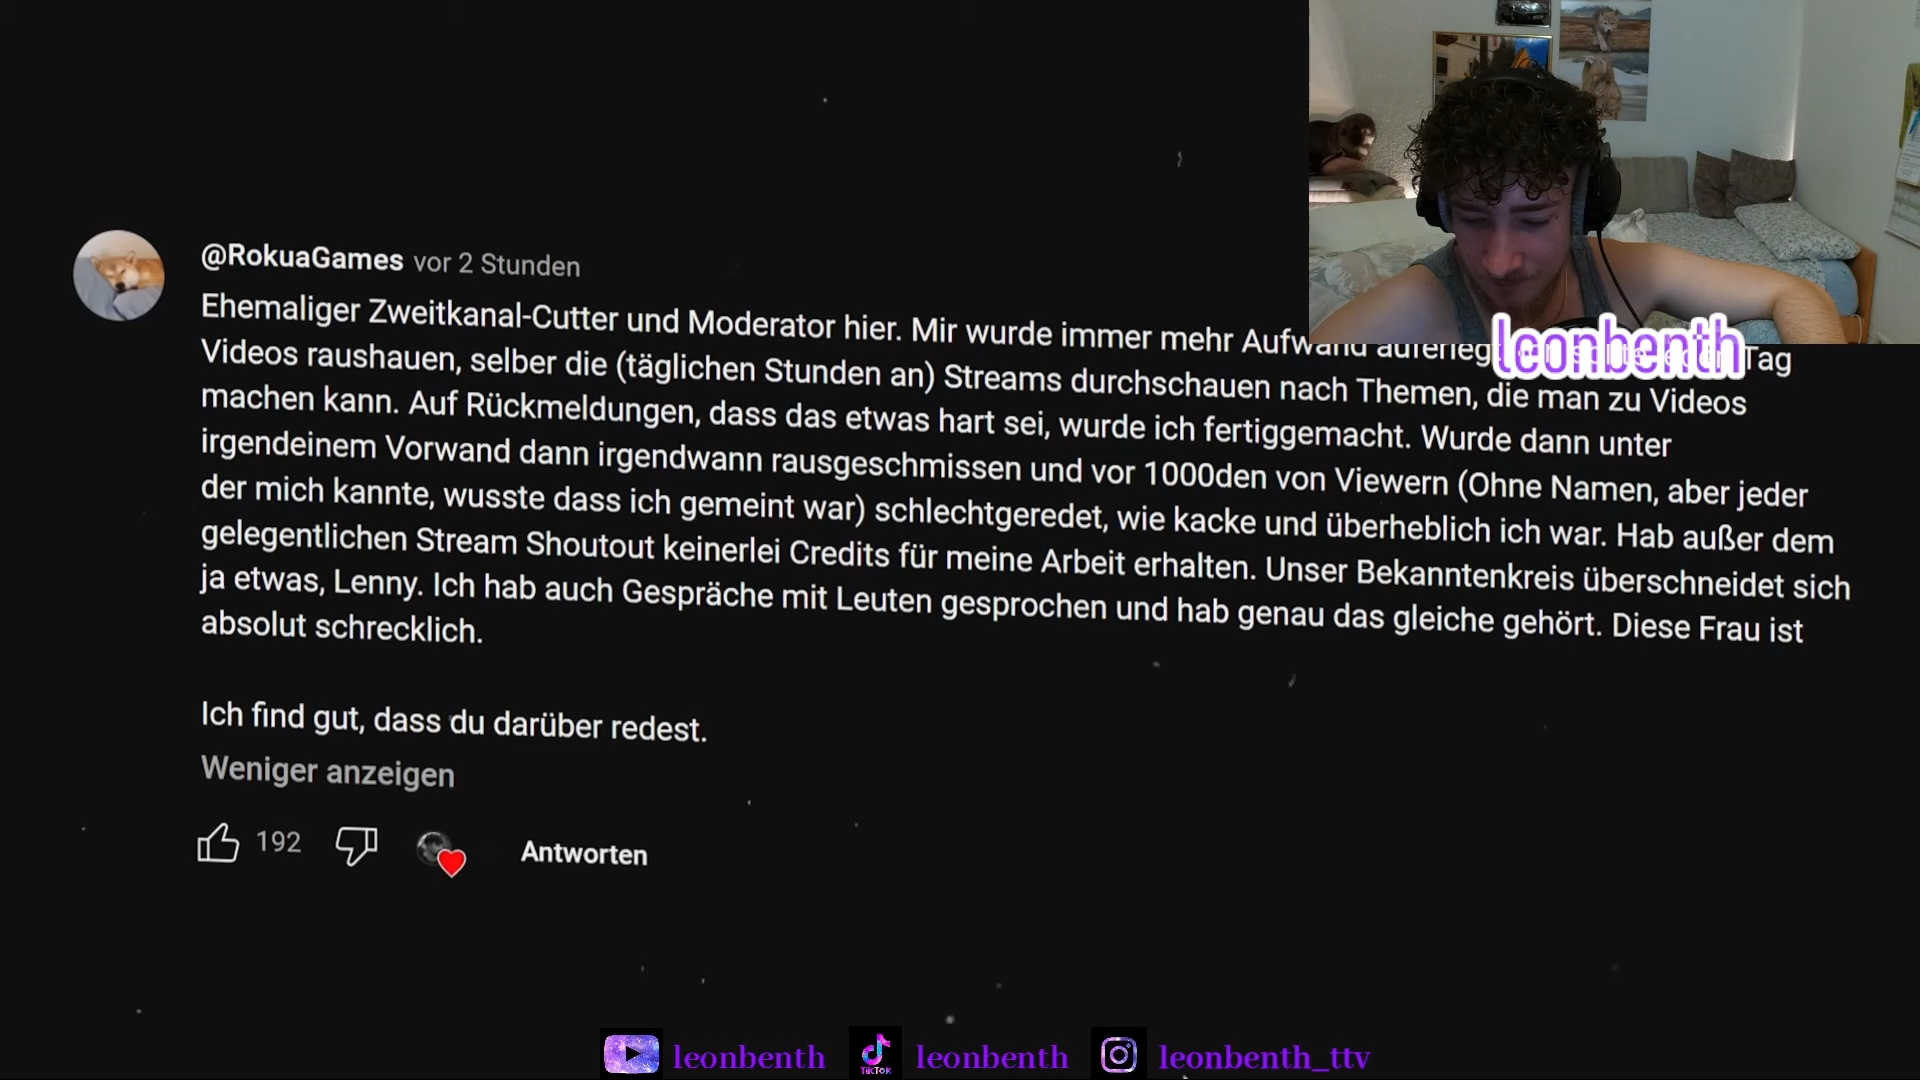 @RokuaGames vor 2 Stunden
Ehemaliger Zweitkanal-Cutter und Moderator hier. Mir wurde immer mehr Aufwand auferlegt Tag
Videos raushauen, selber die (täglichen Stunden an) Streams durchschauen nach Themen, die man zu Videos
machen kann. Auf Rückmeldungen, dass das etwas hart sei, wurde ich fertiggemacht. Wurde dann unter
irgendeinem Vorwand dann irgendwann rausgeschmissen und vor 1000den von Viewern (Ohne Namen, aber jeder
der mich kannte, wusste dass ich gemeint war) schlechtgeredet, wie kacke und überheblich ich war. Hab außer dem
gelegentlichen Stream Shoutout keinerlei Credits für meine Arbeit erhalten. Unser Bekanntenkreis überschneidet sich
ja etwas, Lenny. Ich hab auch Gespräche mit Leuten gesprochen und hab genau das gleiche gehört. Diese Frau ist
absolut schrecklich.
Ich find gut, dass du darüber redest.
Weniger anzeigen
192 Antworten
leonbenth
leonbenth TikTok leonbenth leonbenth_ttv